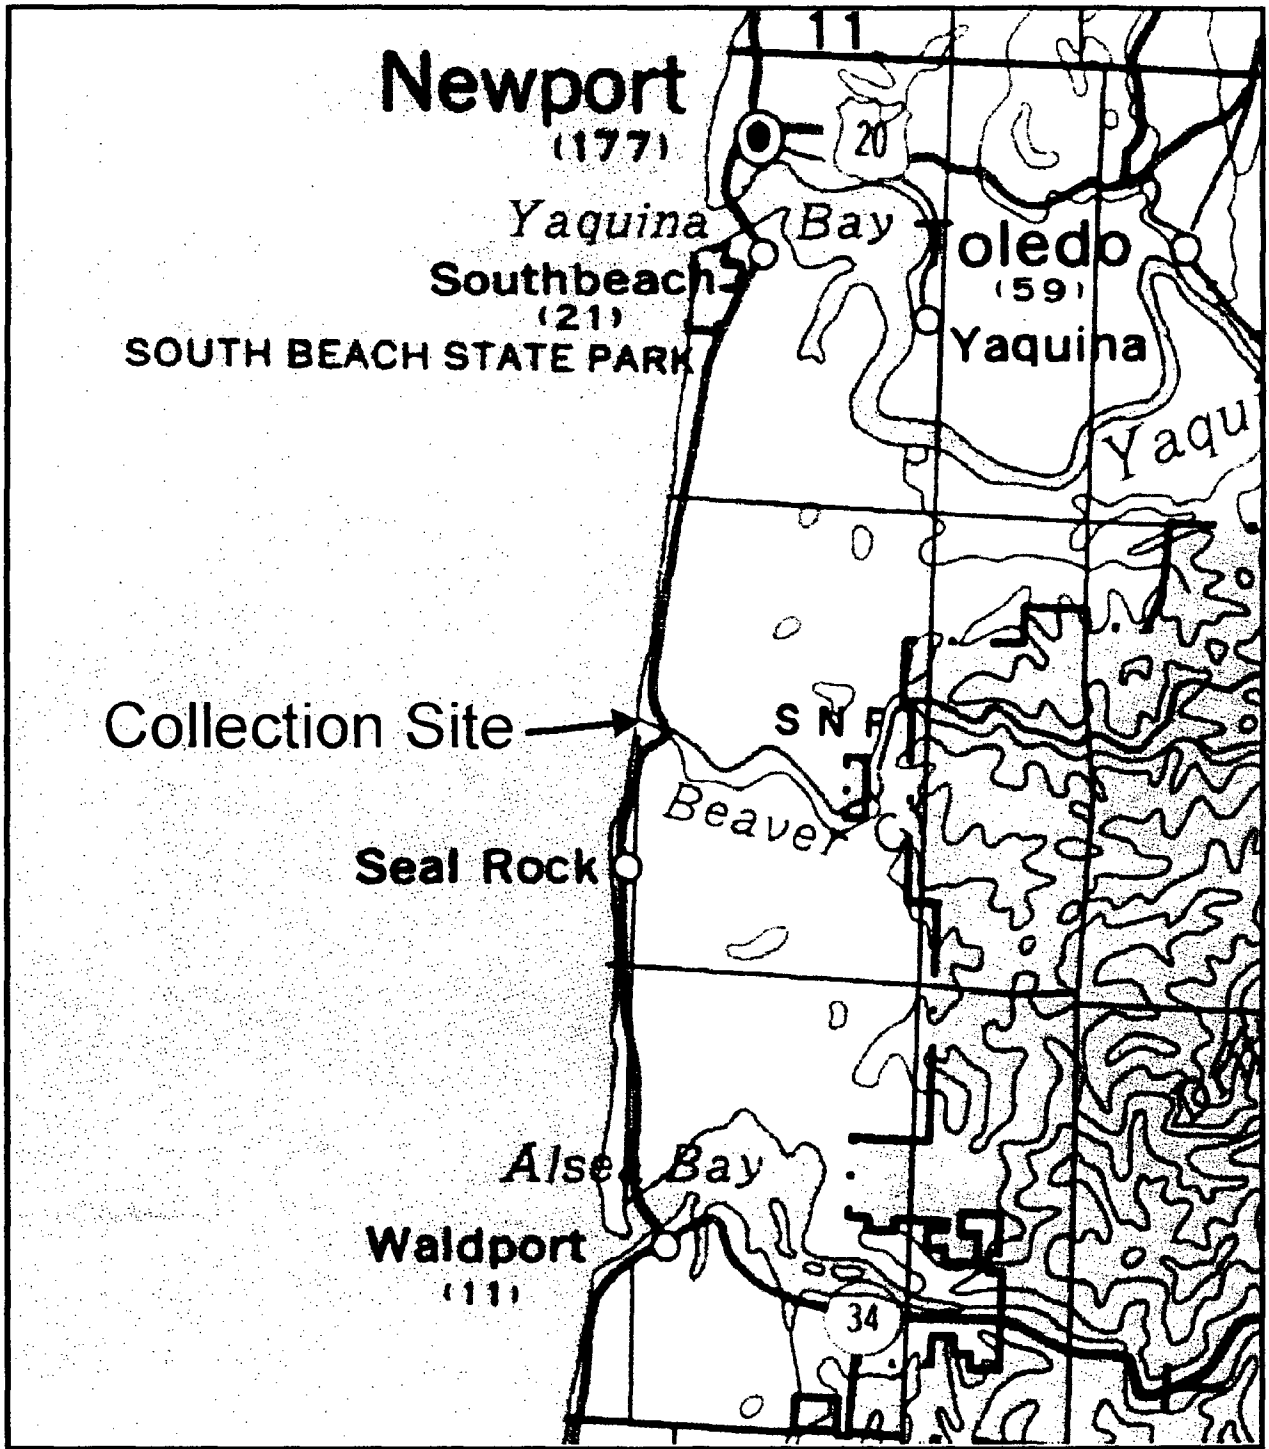 11
Newport
(177)
20
Yaquina Bay
Toledo
(59)
Southbeach
(21)
SOUTH BEACH STATE PARK
Yaquina
Yaqu
Collection Site
S N F
Beaver
Seal Rock
Alse Bay
Waldport
(11)
34